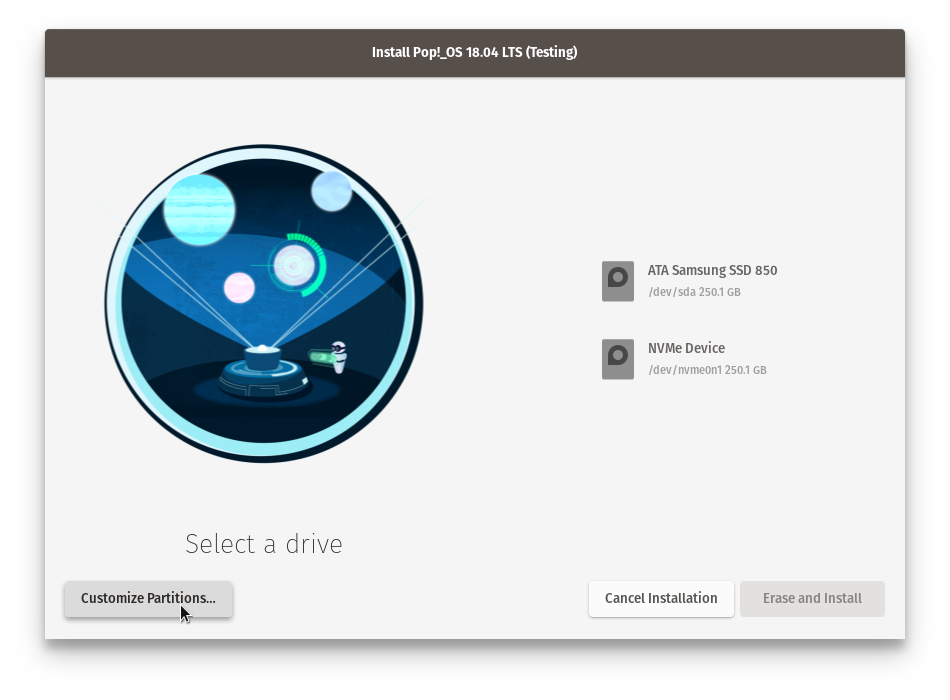 Install Pop!_OS 18.04 LTS (Testing)
ATA Samsung SSD 850
/dev/sda 250.1 GB
NVMe Device
/dev/nvme0n1 250.1 GB
Select a drive
Customize Partitions...
Cancel Installation
Erase and Install